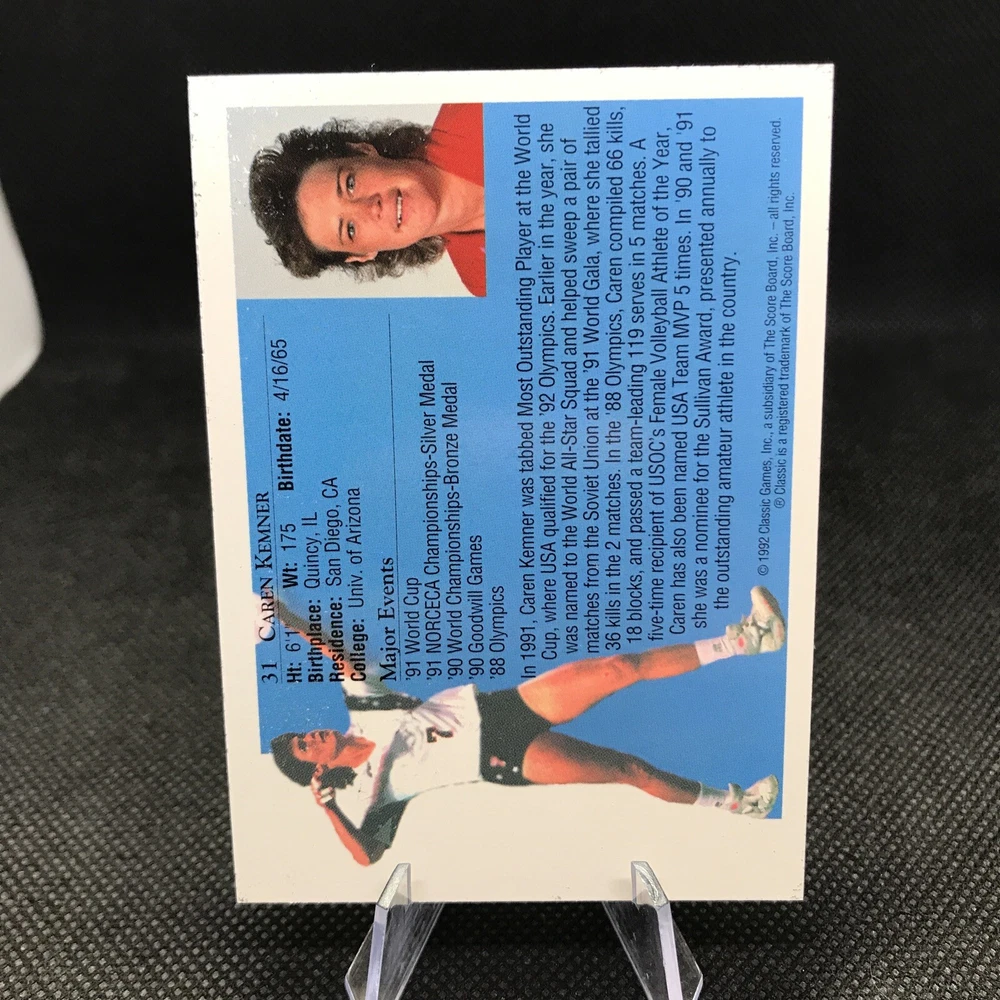 31 CAREN KEMNER
Ht: 6'1" Wt: 175 Birthdate: 4/16/65
Birthplace: Quincy, IL
Residence: San Diego, CA
College: Univ. of Arizona
Major Events
'91 World Cup
'91 NORCECA Championships-Silver Medal
'90 World Championships-Bronze Medal
'90 Goodwill Games
'88 Olympics
In 1991, Caren Kemner was tabbed Most Outstanding Player at the World
Cup, where USA qualified for the '92 Olympics. Earlier in the year, she
was named to the World All-Star Squad and helped sweep a pair of
matches from the Soviet Union at the '91 World Gala, where she tallied
36 kills in the 2 matches. In the '88 Olympics, Caren compiled 66 kills,
18 blocks, and passed a team-leading 119 serves in 5 matches. A
five-time recipient of USOC's Female Volleyball Athlete of the Year,
Caren has also been named USA Team MVP 5 times. In '90 and '91
she was a nominee for the Sullivan Award, presented annually to
the outstanding amateur athlete in the country.
© 1992 Classic Games, Inc., a subsidiary of The Score Board, Inc. – all rights reserved.
® Classic is a registered trademark of The Score Board, Inc.